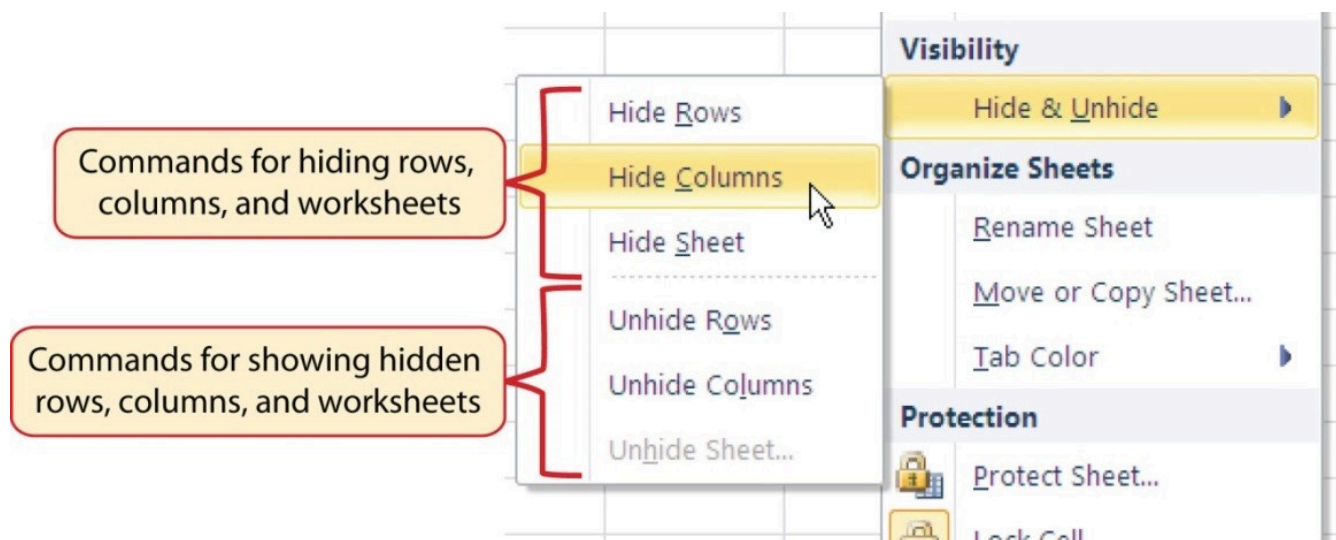 Commands for hiding rows,
columns, and worksheets
Commands for showing hidden
rows, columns, and worksheets
Hide Rows
Hide Columns
Hide Sheet
Unhide Rows
Unhide Columns
Unhide Sheet...
Visibility
Hide & Unhide
Organize Sheets
Rename Sheet
Move or Copy Sheet...
Tab Color
Protection
Protect Sheet...
Lock Cell